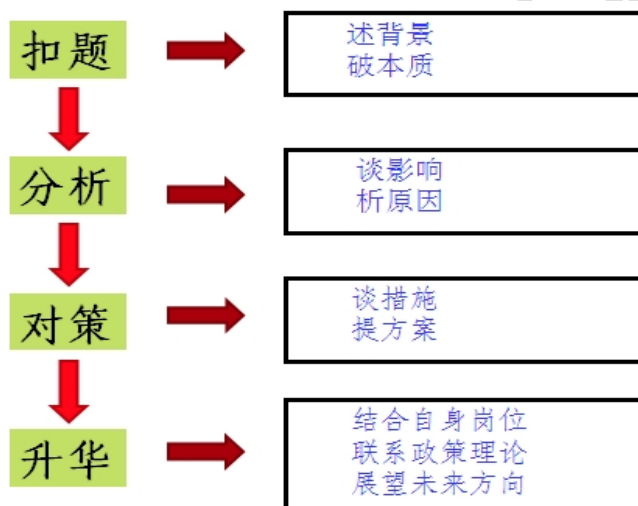 扣题
述背景
破本质
分析
谈影响
析原因
对策
谈措施
提方案
升华
结合自身岗位
联系政策理论
展望未来方向